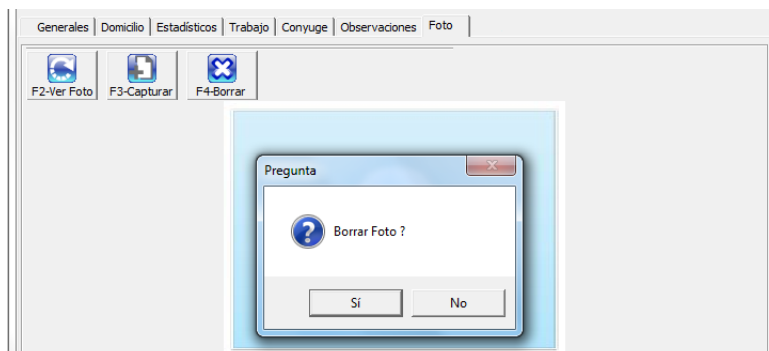 Generales Domicilio Estadísticos Trabajo Conyuge Observaciones Foto
F2-Ver Foto F3-Capturar F4-Borrar
Pregunta
Borrar Foto ?
Sí No